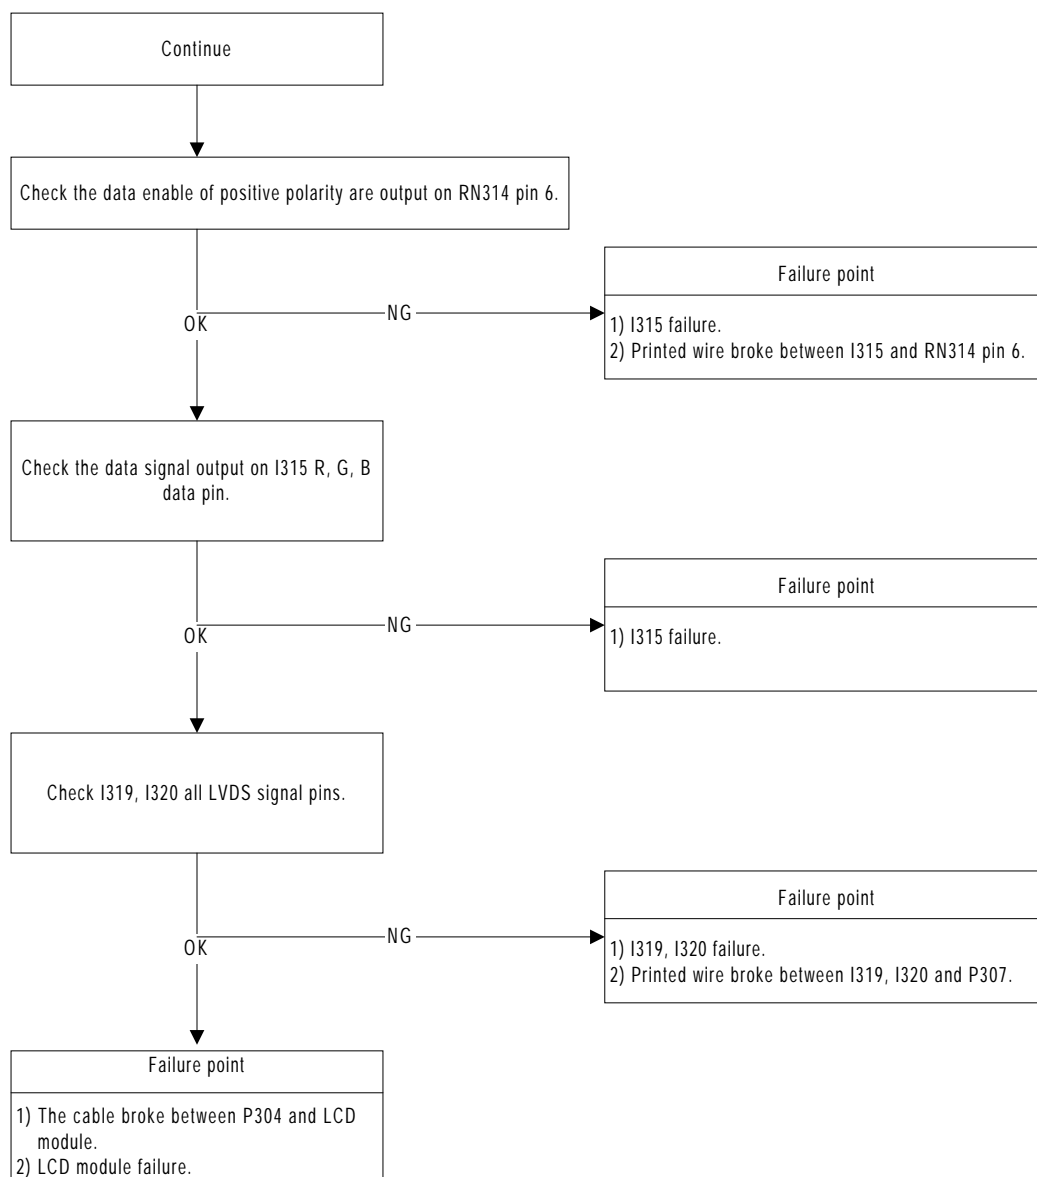 Continue
Check the data enable of positive polarity are output on RN314 pin 6.
OK
NG
Failure point
1) I315 failure.
2) Printed wire broke between I315 and RN314 pin 6.
Check the data signal output on I315 R, G, B
data pin.
OK
NG
Failure point
1) I315 failure.
Check I319, I320 all LVDS signal pins.
OK
NG
Failure point
1) I319, I320 failure.
2) Printed wire broke between I319, I320 and P307.
Failure point
1) The cable broke between P304 and LCD
module.
2) LCD module failure.